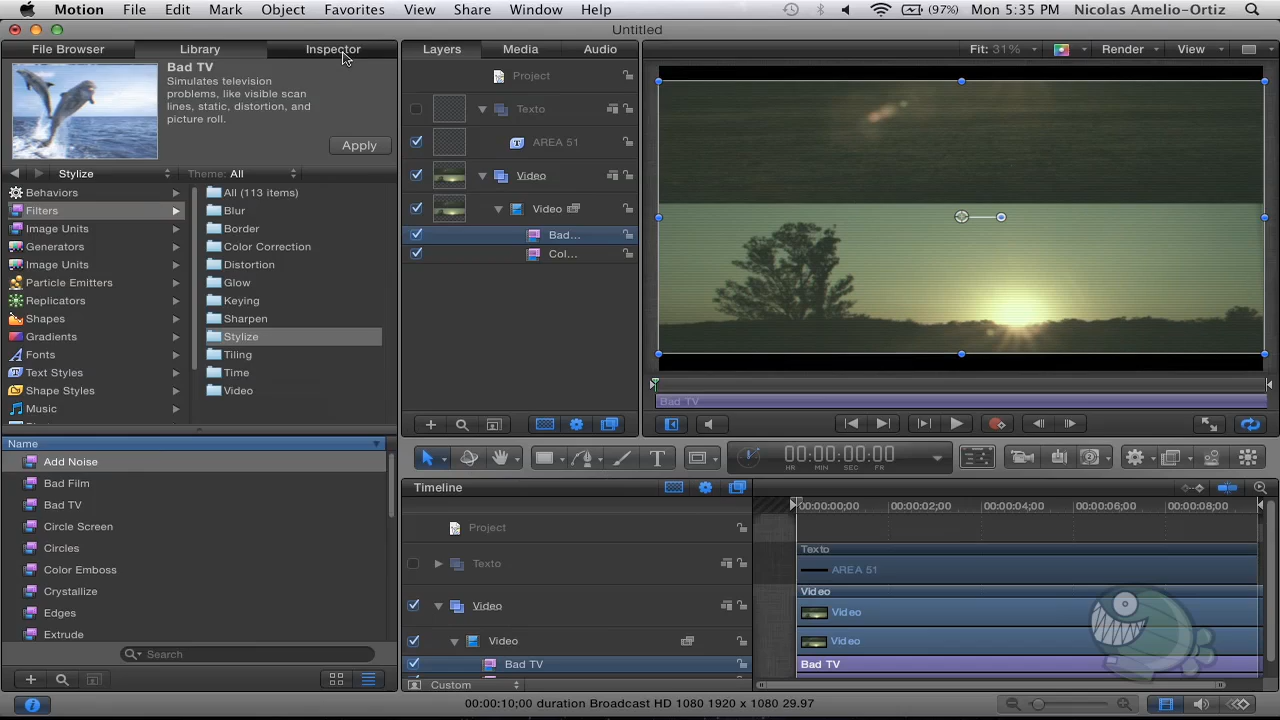 Motion File Edit Mark Object Favorites View Share Window Help (97%) Mon 5:35 PM Nicolas Amelio-Ortiz
Untitled
File Browser Library Inspector
Bad TV
Simulates television
problems, like visible scan
lines, static, distortion, and
picture roll.
Apply
Stylize Theme: All
Behaviors
Filters
Image Units
Generators
Image Units
Particle Emitters
Replicators
Shapes
Gradients
Fonts
Text Styles
Shape Styles
Music
All (113 items)
Blur
Border
Color Correction
Distortion
Glow
Keying
Sharpen
Stylize
Tiling
Time
Video
Name
Add Noise
Bad Film
Bad TV
Circle Screen
Circles
Color Emboss
Crystallize
Edges
Extrude
Search
Layers Media Audio
Project
Texto
T AREA 51
Video
Video
Bad...
Col...
Fit: 31% Render View
Bad TV
T
00:00:00:00
HR MIN SEC FR
Timeline
Project
Texto
Video
Video
Bad TV
Custom
00:00:00;00 00:00:02;00 00:00:04;00 00:00:06;00 00:00:08;00
Texto
AREA 51
Video
Video
Video
Bad TV
00:00:10;00 duration Broadcast HD 1080 1920 x 1080 29.97